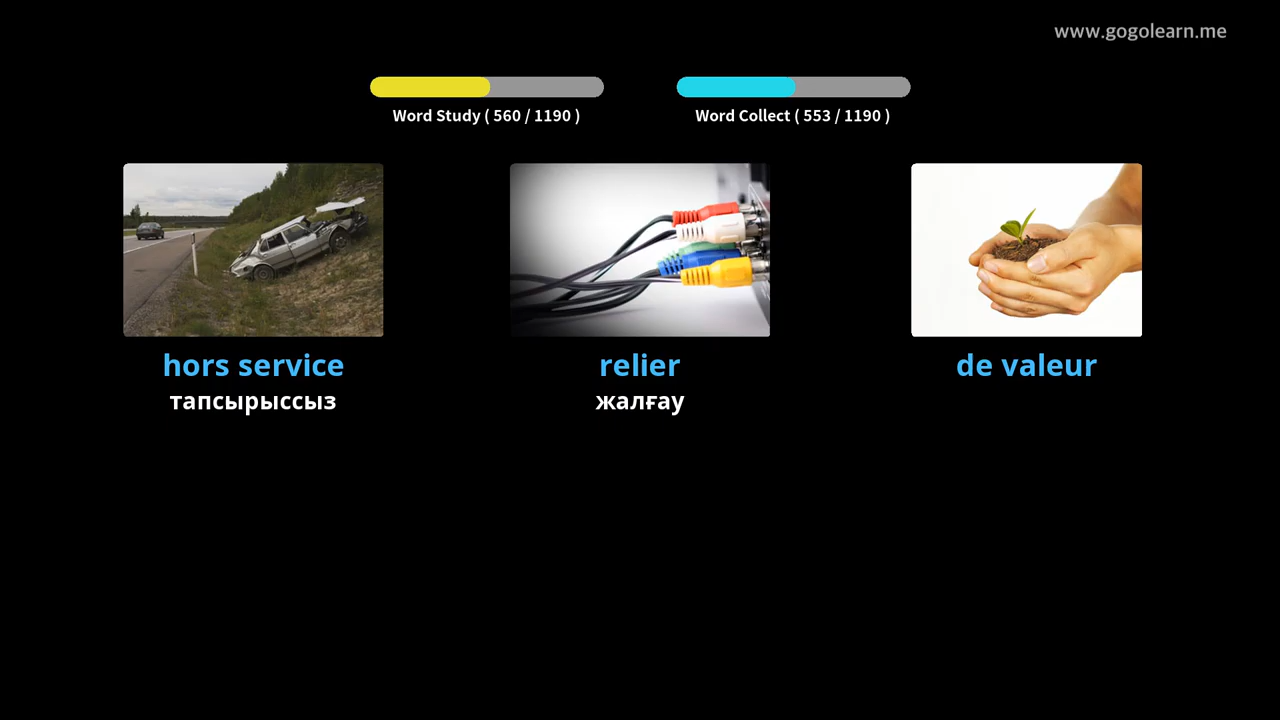 www.gogolearn.me
Word Study ( 560 / 1190 )
Word Collect ( 553 / 1190 )
hors service
тапсырыссыз
relier
жалғау
de valeur